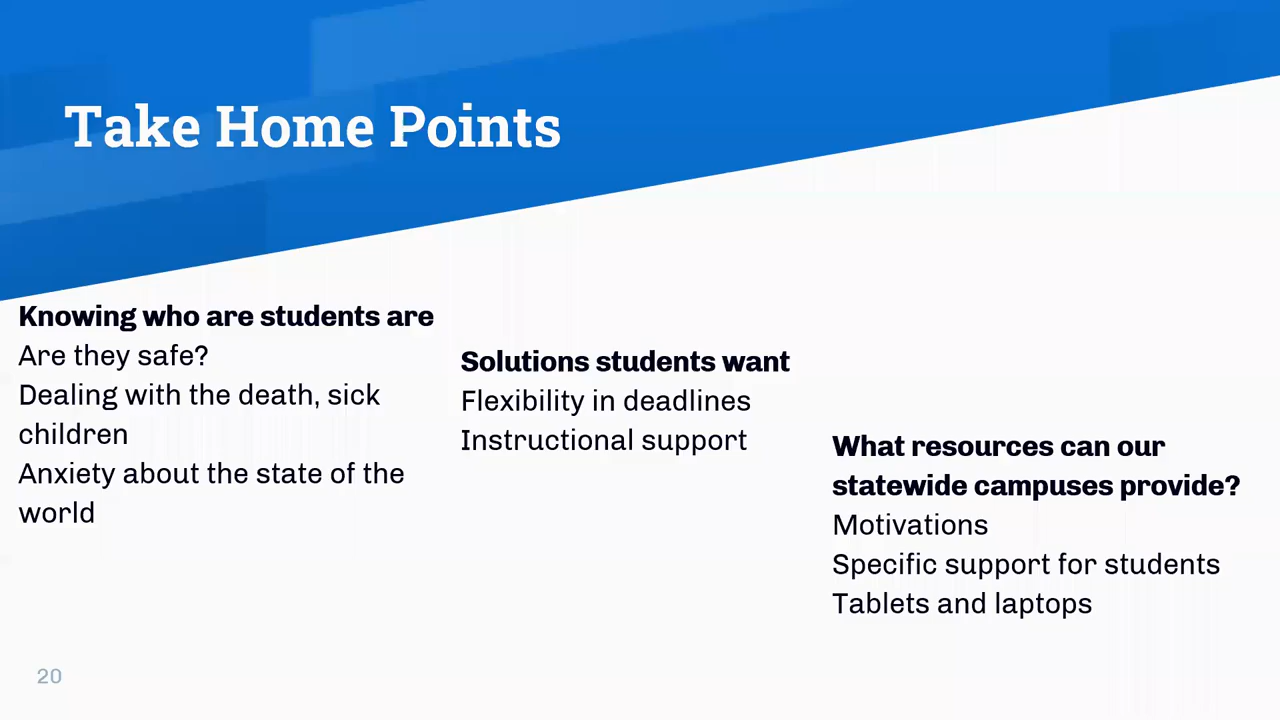 Take Home Points
Knowing who are students are
Are they safe?
Dealing with the death, sick
children
Anxiety about the state of the
world
Solutions students want
Flexibility in deadlines
Instructional support
What resources can our
statewide campuses provide?
Motivations
Specific support for students
Tablets and laptops
20